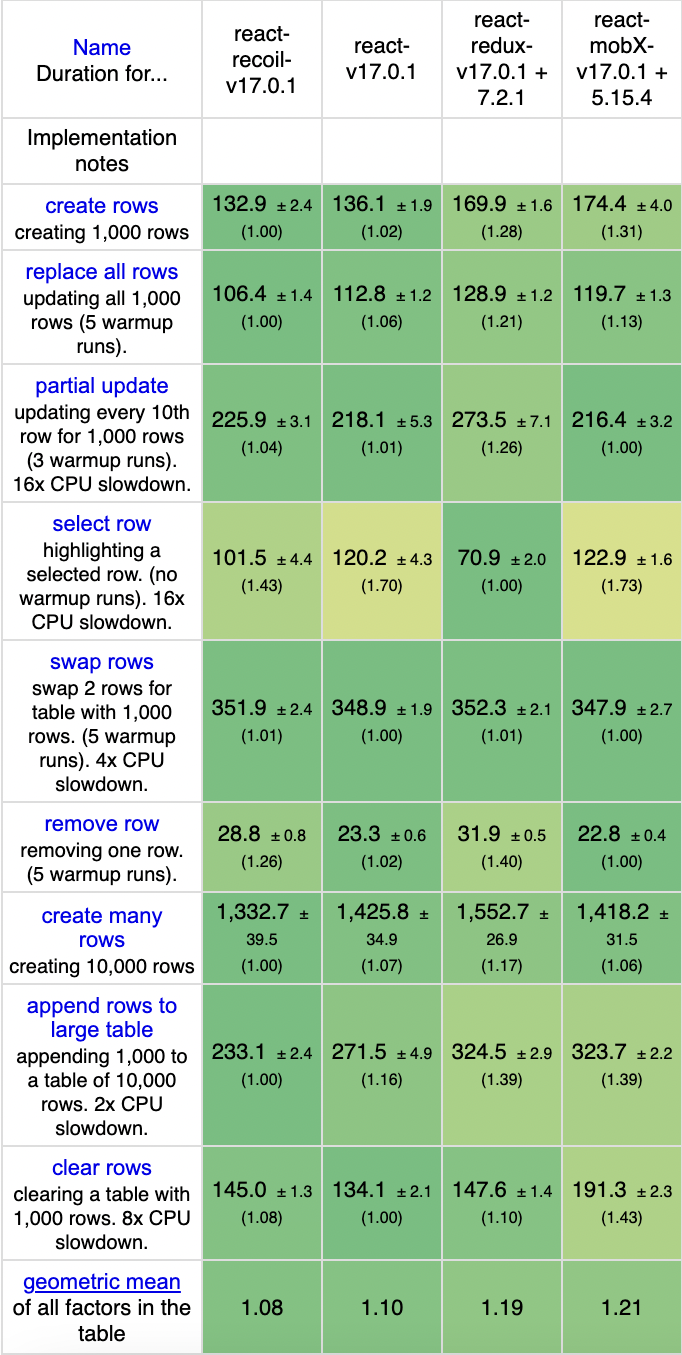 Name
Duration for...
react-
recoil-
v17.0.1
react-
v17.0.1
react-
redux-
v17.0.1 +
7.2.1
react-
mobX-
v17.0.1 +
5.15.4
Implementation
notes
create rows
creating 1,000 rows
132.9 ± 2.4
(1.00)
136.1 ± 1.9
(1.02)
169.9 ± 1.6
(1.28)
174.4 ± 4.0
(1.31)
replace all rows
updating all 1,000
rows (5 warmup
runs).
106.4 ± 1.4
(1.00)
112.8 ± 1.2
(1.06)
128.9 ± 1.2
(1.21)
119.7 ± 1.3
(1.13)
partial update
updating every 10th
row for 1,000 rows
(3 warmup runs).
16x CPU slowdown.
225.9 ± 3.1
(1.04)
218.1 ± 5.3
(1.01)
273.5 ± 7.1
(1.26)
216.4 ± 3.2
(1.00)
select row
highlighting a
selected row. (no
warmup runs). 16x
CPU slowdown.
101.5 ± 4.4
(1.43)
120.2 ± 4.3
(1.70)
70.9 ± 2.0
(1.00)
122.9 ± 1.6
(1.73)
swap rows
swap 2 rows for
table with 1,000
rows. (5 warmup
runs). 4x CPU
slowdown.
351.9 ± 2.4
(1.01)
348.9 ± 1.9
(1.00)
352.3 ± 2.1
(1.01)
347.9 ± 2.7
(1.00)
remove row
removing one row.
(5 warmup runs).
28.8 ± 0.8
(1.26)
23.3 ± 0.6
(1.02)
31.9 ± 0.5
(1.40)
22.8 ± 0.4
(1.00)
create many
rows
creating 10,000 rows
1,332.7 ±
39.5
(1.00)
1,425.8 ±
34.9
(1.07)
1,552.7 ±
26.9
(1.17)
1,418.2 ±
31.5
(1.06)
append rows to
large table
appending 1,000 to
a table of 10,000
rows. 2x CPU
slowdown.
233.1 ± 2.4
(1.00)
271.5 ± 4.9
(1.16)
324.5 ± 2.9
(1.39)
323.7 ± 2.2
(1.39)
clear rows
clearing a table with
1,000 rows. 8x CPU
slowdown.
145.0 ± 1.3
(1.08)
134.1 ± 2.1
(1.00)
147.6 ± 1.4
(1.10)
191.3 ± 2.3
(1.43)
geometric mean
of all factors in the
table
1.08
1.10
1.19
1.21